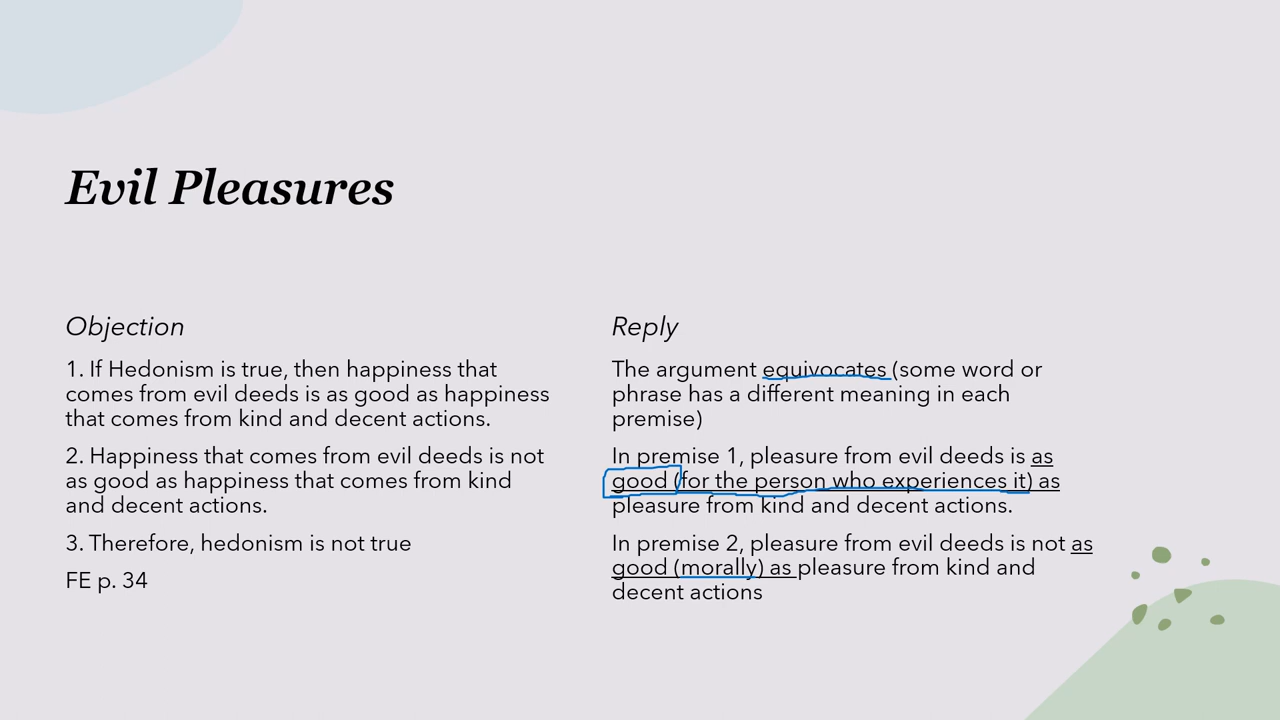 Evil Pleasures
Objection
1. If Hedonism is true, then happiness that
comes from evil deeds is as good as happiness
that comes from kind and decent actions.
2. Happiness that comes from evil deeds is not
as good as happiness that comes from kind
and decent actions.
3. Therefore, hedonism is not true
FE p. 34
Reply
The argument equivocates (some word or
phrase has a different meaning in each
premise)
In premise 1, pleasure from evil deeds is as
good (for the person who experiences it) as
pleasure from kind and decent actions.
In premise 2, pleasure from evil deeds is not as
good (morally) as pleasure from kind and
decent actions